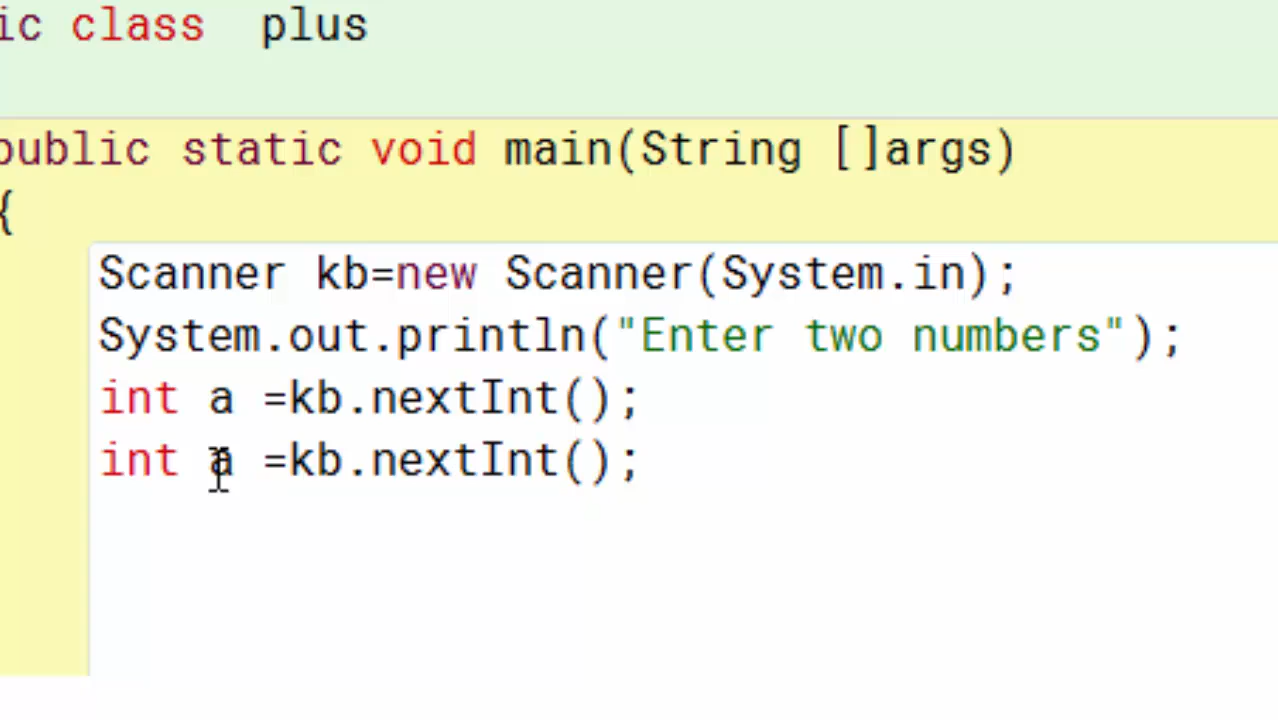 ic class plus
public static void main(String []args)
{
Scanner kb=new Scanner(System.in);
System.out.println("Enter two numbers");
int a =kb.nextInt();
int a =kb.nextInt();